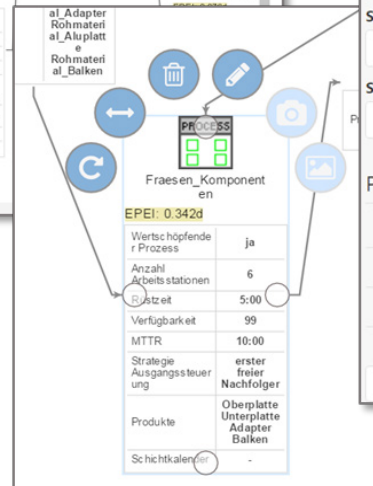 al_Adapter
Rohmateri
al_Aluplatt
e
Rohmateri
al_Balken
PROCESS
Fraesen_Komponent
en
EPEI: 0.342d
Wertschöpfende
r Prozess
ja
Anzahl
Arbeitsstationen
6
Rüstzeit
5:00
Verfügbarkeit
99
MTTR
10:00
Strategie
Ausgangssteuer
ung
erster
freier
Nachfolger
Produkte
Oberplatte
Unterplatte
Adapter
Balken
Schichtkalender
-